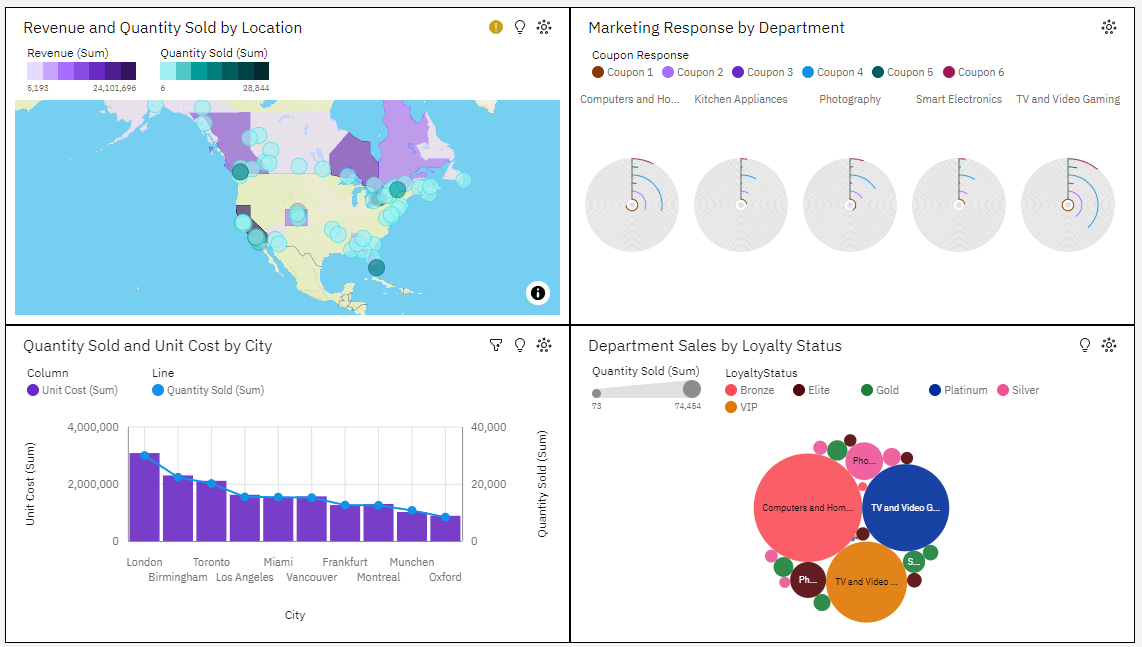 Revenue and Quantity Sold by Location
Revenue (Sum)
Quantity Sold (Sum)
5,193
24,101,696
6
28,844
Marketing Response by Department
Coupon Response
Coupon 1
Coupon 2
Coupon 3
Coupon 4
Coupon 5
Coupon 6
Computers and Ho...
Kitchen Appliances
Photography
Smart Electronics
TV and Video Gaming
Quantity Sold and Unit Cost by City
Column
Line
Unit Cost (Sum)
Quantity Sold (Sum)
Unit Cost (Sum)
4,000,000
2,000,000
0
40,000
20,000
0
Quantity Sold (Sum)
London
Toronto
Miami
Frankfurt
Munchen
Birmingham
Los Angeles
Vancouver
Montreal
Oxford
City
Department Sales by Loyalty Status
Quantity Sold (Sum)
73
74,454
LoyaltyStatus
Bronze
Elite
Gold
Platinum
Silver
VIP
Pho...
Computers and Hom...
TV and Video G...
S...
Ph...
TV and Video ...